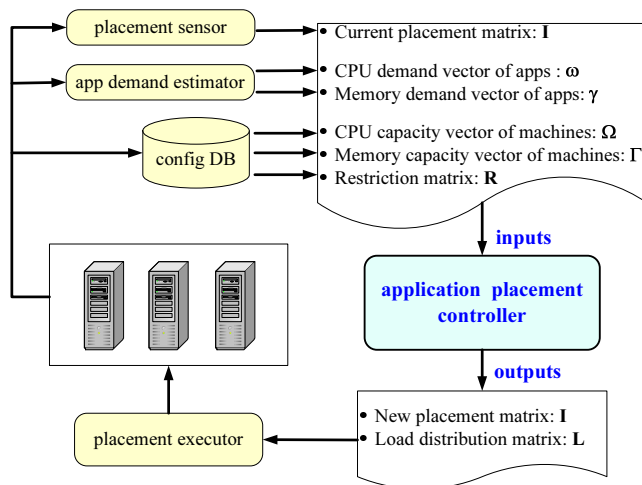 placement sensor
• Current placement matrix: I
app demand estimator
• CPU demand vector of apps : ω
• Memory demand vector of apps: γ
config DB
• CPU capacity vector of machines: Ω
• Memory capacity vector of machines: Γ
• Restriction matrix: R
inputs
application placement
controller
outputs
• New placement matrix: I
• Load distribution matrix: L
placement executor